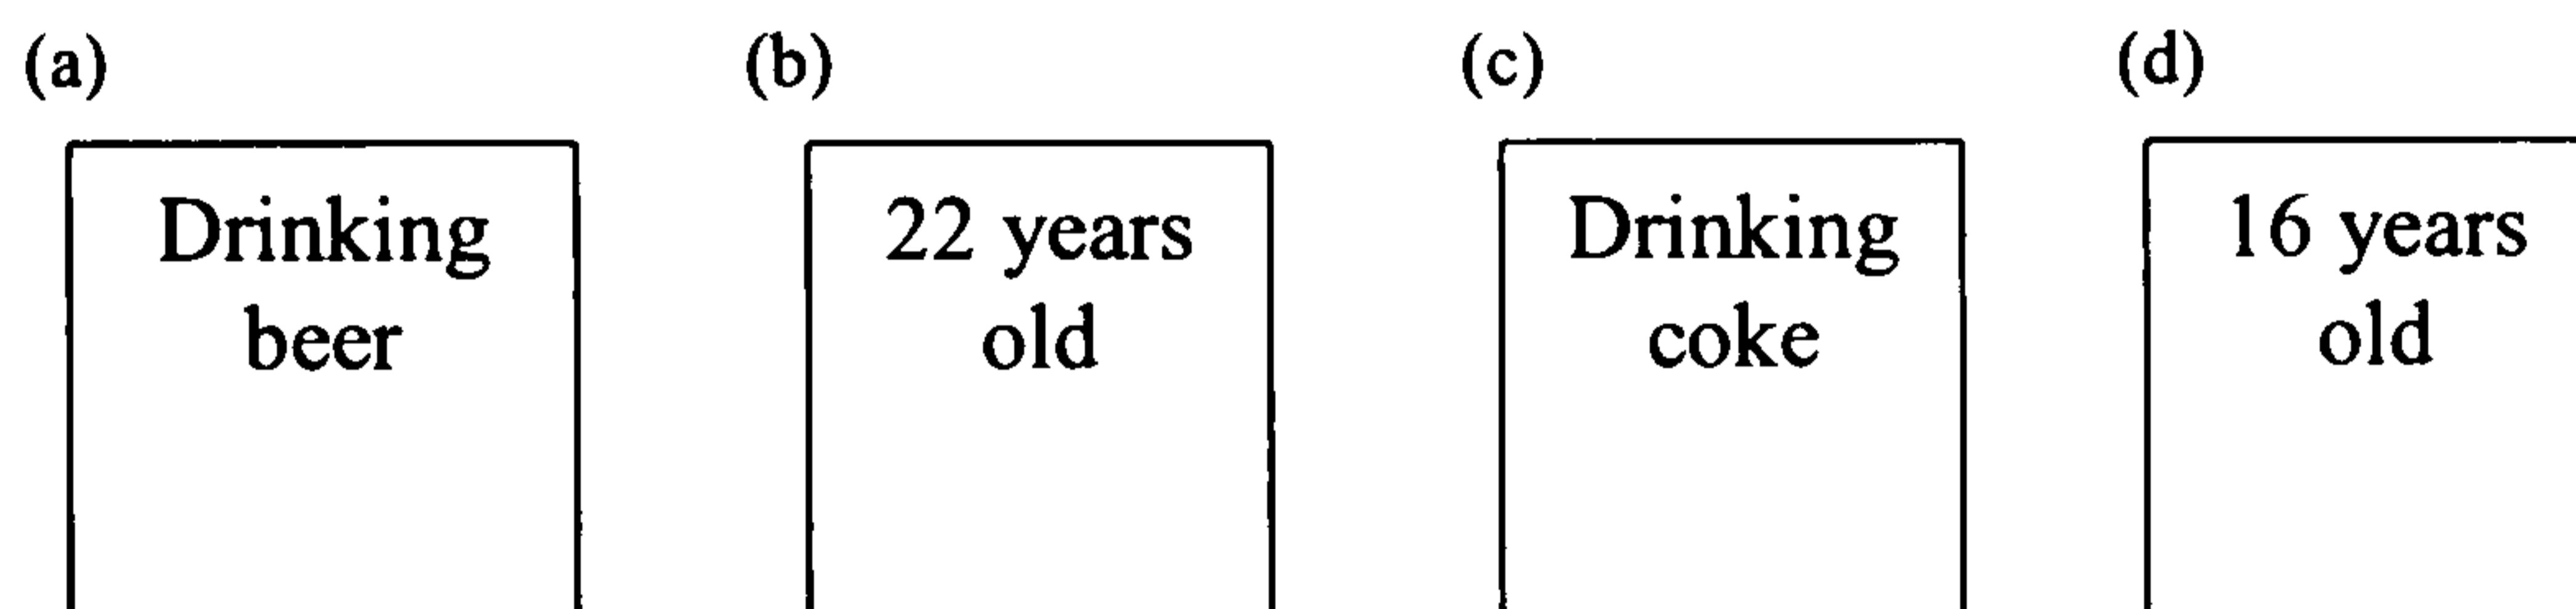 (a) (b) (c) (d)
Drinking 22 years Drinking 16 years
beer old coke old